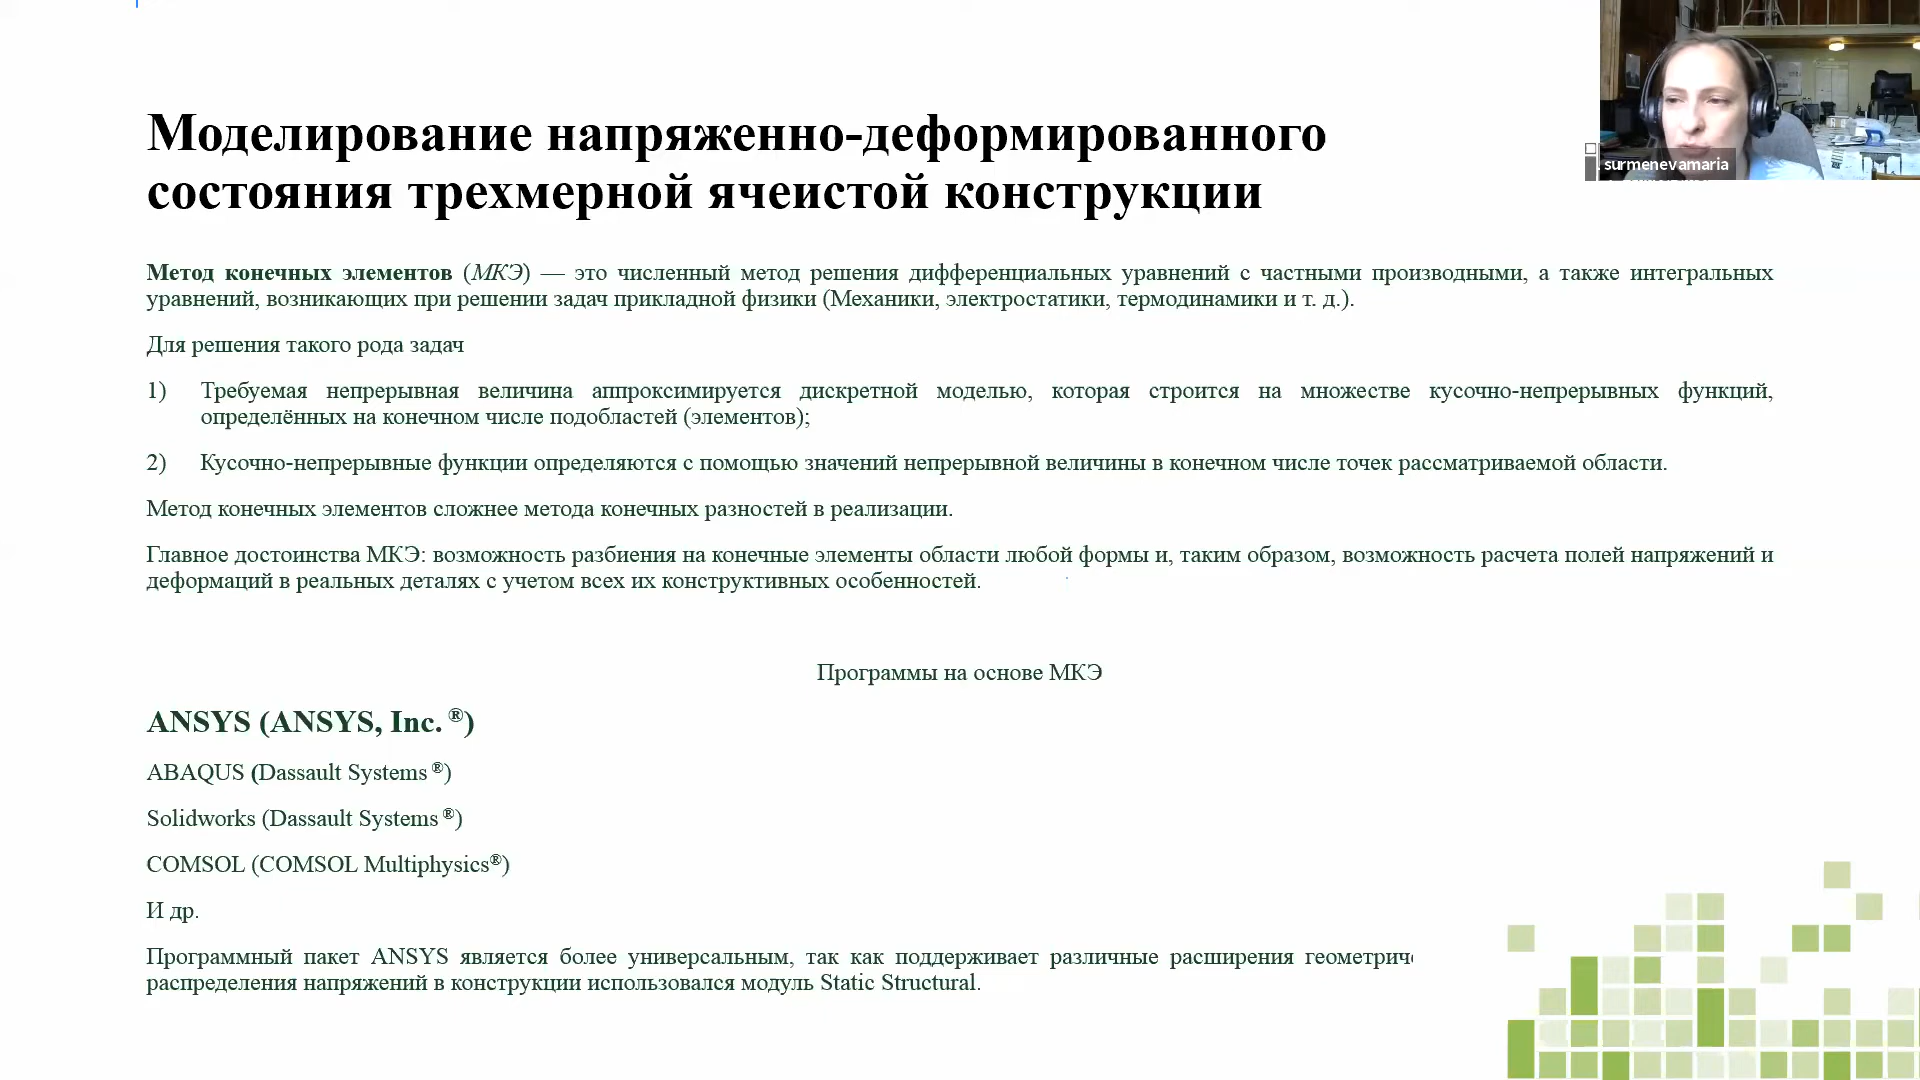 Моделирование напряженно-деформированного
состояния трехмерной ячеистой конструкции
surmenevamaria
Метод конечных элементов (МКЭ) — это численный метод решения дифференциальных уравнений с частными производными, а также интегральных
уравнений, возникающих при решении задач прикладной физики (Механики, электростатики, термодинамики и т. д.).
Для решения такого рода задач
1) Требуемая непрерывная величина аппроксимируется дискретной моделью, которая строится на множестве кусочно-непрерывных функций,
определённых на конечном числе подобластей (элементов);
2) Кусочно-непрерывные функции определяются с помощью значений непрерывной величины в конечном числе точек рассматриваемой области.
Метод конечных элементов сложнее метода конечных разностей в реализации.
Главное достоинства МКЭ: возможность разбиения на конечные элементы области любой формы и, таким образом, возможность расчета полей напряжений и
деформаций в реальных деталях с учетом всех их конструктивных особенностей.
Программы на основе МКЭ
ANSYS (ANSYS, Inc. ®)
ABAQUS (Dassault Systems ®)
Solidworks (Dassault Systems ®)
COMSOL (COMSOL Multiphysics®)
И др.
Программный пакет ANSYS является более универсальным, так как поддерживает различные расширения
распределения напряжений в конструкции использовался модуль Static Structural.